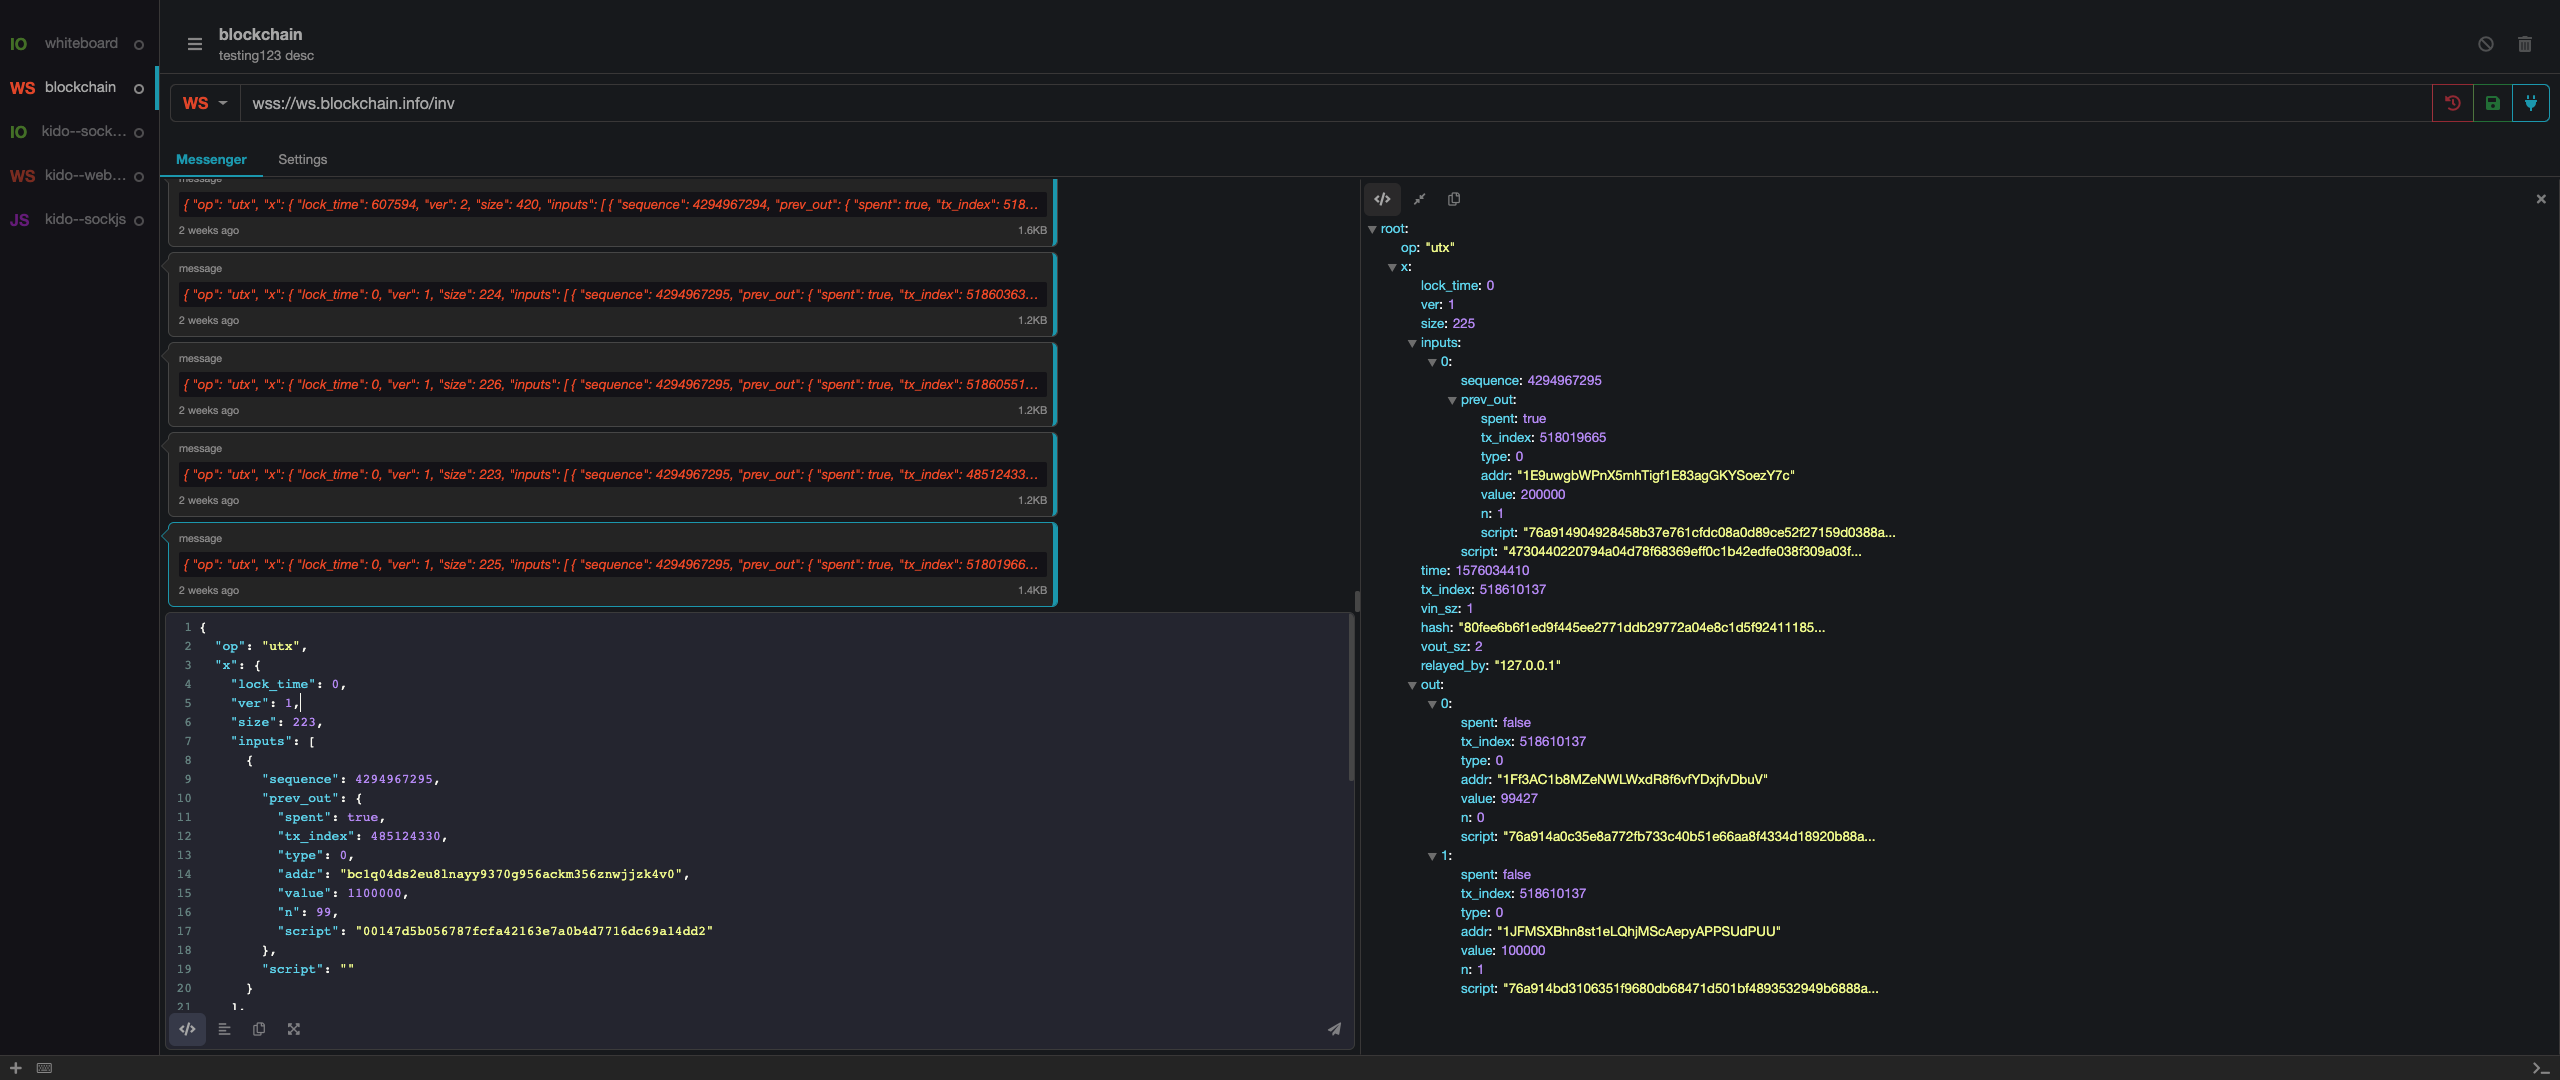 IO whiteboard
WS blockchain
IO kido--sock...
WS kido--web...
JS kido--sockjs
blockchain
testing123 desc
WS wss://ws.blockchain.info/inv
Messenger Settings
message
{ "op": "utx", "x": { "lock_time": 607594, "ver": 2, "size": 420, "inputs": [ { "sequence": 4294967294, "prev_out": { "spent": true, "tx_index": 518...
2 weeks ago 1.6KB
message
{ "op": "utx", "x": { "lock_time": 0, "ver": 1, "size": 224, "inputs": [ { "sequence": 4294967295, "prev_out": { "spent": true, "tx_index": 51860363...
2 weeks ago 1.2KB
message
{ "op": "utx", "x": { "lock_time": 0, "ver": 1, "size": 226, "inputs": [ { "sequence": 4294967295, "prev_out": { "spent": true, "tx_index": 51860551...
2 weeks ago 1.2KB
message
{ "op": "utx", "x": { "lock_time": 0, "ver": 1, "size": 223, "inputs": [ { "sequence": 4294967295, "prev_out": { "spent": true, "tx_index": 48512433...
2 weeks ago 1.2KB
message
{ "op": "utx", "x": { "lock_time": 0, "ver": 1, "size": 225, "inputs": [ { "sequence": 4294967295, "prev_out": { "spent": true, "tx_index": 51801966...
2 weeks ago 1.4KB
1 {
2 "op": "utx",
3 "x": {
4 "lock_time": 0,
5 "ver": 1,
6 "size": 223,
7 "inputs": [
8 {
9 "sequence": 4294967295,
10 "prev_out": {
11 "spent": true,
12 "tx_index": 485124330,
13 "type": 0,
14 "addr": "bc1q04ds2eu8lnayy9370g956ackm356znwjjzk4v0",
15 "value": 1100000,
16 "n": 99,
17 "script": "00147d5b056787fcfa42163e7a0b4d7716dc69a14dd2"
18 },
19 "script": ""
20 }
21 ],
root:
op: "utx"
x:
lock_time: 0
ver: 1
size: 225
inputs:
0:
sequence: 4294967295
prev_out:
spent: true
tx_index: 518019665
type: 0
addr: "1E9uwgbWPnX5mhTigf1E83agGKYSoezY7c"
value: 200000
n: 1
script: "76a914904928458b37e761cfdc08a0d89ce52f27159d0388a...
script: "4730440220794a04d78f68369eff0c1b42edfe038f309a03f...
time: 1576034410
tx_index: 518610137
vin_sz: 1
hash: "80fee6b6f1ed9f445ee2771ddb29772a04e8c1d5f92411185...
vout_sz: 2
relayed_by: "127.0.0.1"
out:
0:
spent: false
tx_index: 518610137
type: 0
addr: "1Ff3AC1b8MZeNWLWxdR8f6vfYDxjfvDbuV"
value: 99427
n: 0
script: "76a914a0c35e8a772fb733c40b51e66aa8f4334d18920b88a...
1:
spent: false
tx_index: 518610137
type: 0
addr: "1JFMSXBhn8st1eLQhjMScAepyAPPSUdPUU"
value: 100000
n: 1
script: "76a914bd3106351f9680db68471d501bf4893532949b6888a...